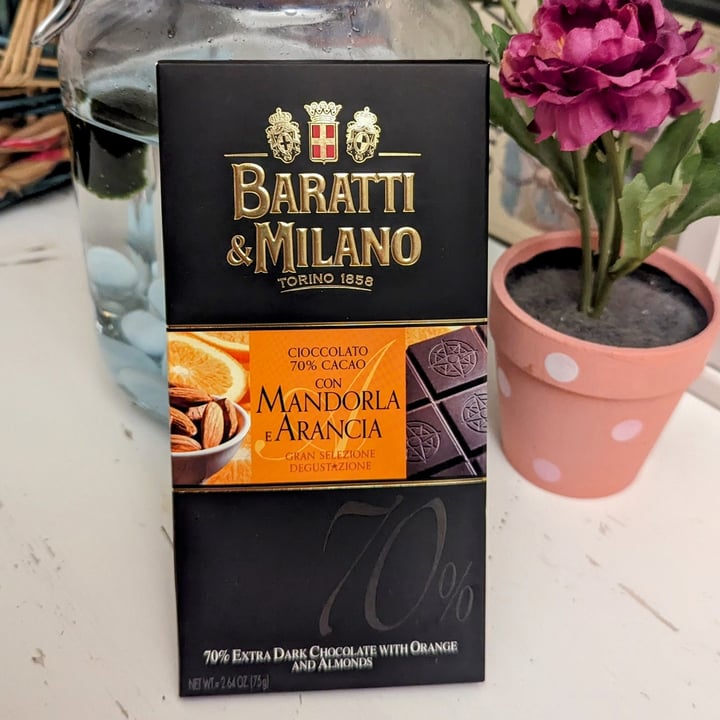 BARATTI
& MILANO
TORINO 1858
CIOCCOLATO
70% CACAO
CON
MANDORLA
E ARANCIA
GRAN SELEZIONE
DEGUSTAZIONE
70%
70% EXTRA DARK CHOCOLATE WITH ORANGE
AND ALMONDS
NET WT. 2.64 OZ. (75g)